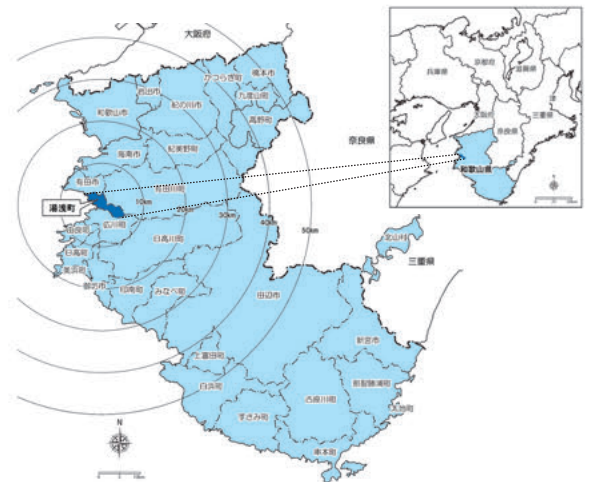 大阪府
橋本市
かつらぎ町
岩出市
九度山町
紀の川市
和歌山市
高野町
紀美野町
海南市
奈良県
有田市
有田川町
湯浅町
10km
20km
30km
40km
50km
広川町
由良町
日高川町
日高町
美浜町
御坊市
印南町
みなべ町
田辺市
北山村
三重県
新宮市
上富田町
白浜町
那智勝浦町
古座川町
太地町
すさみ町
串本町
N
兵庫県
京都府
滋賀県
大阪府
三重県
奈良県
和歌山県